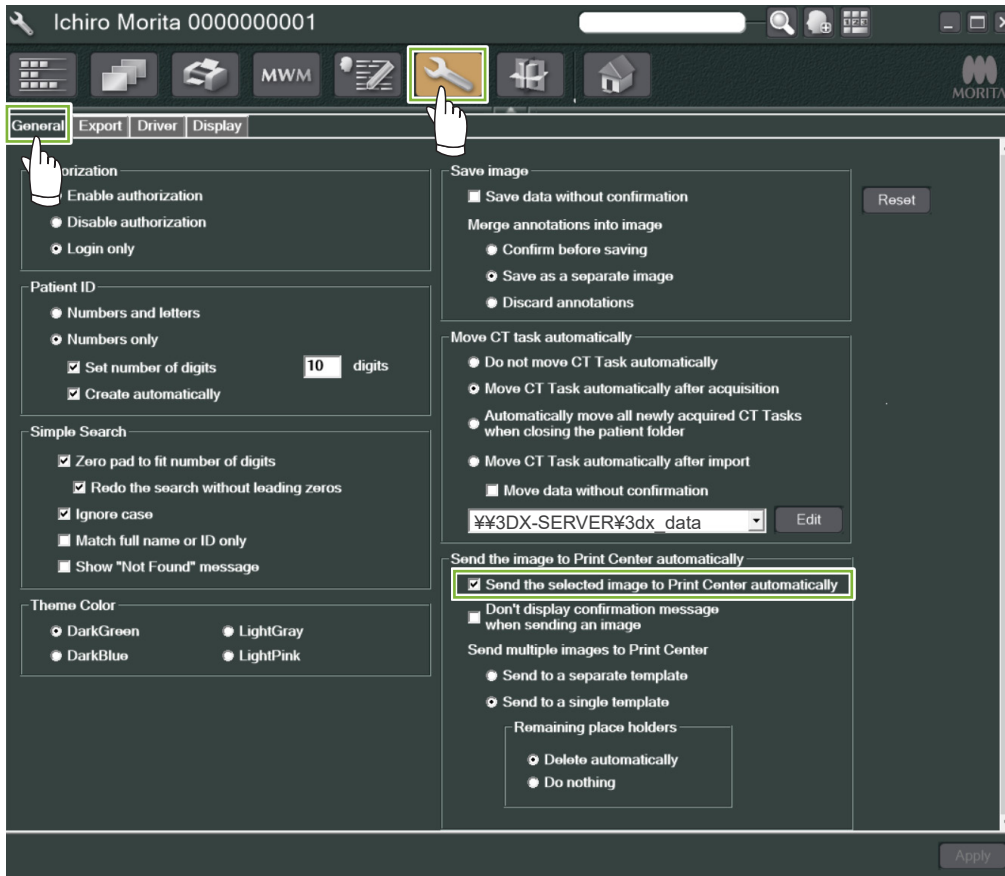 Ichiro Morita 0000000001
MWM
MORITA
General Export Driver Display
orization
Enable authorization
Disable authorization
Login only
Patient ID
Numbers and letters
Numbers only
Set number of digits 10 digits
Create automatically
Simple Search
Zero pad to fit number of digits
Redo the search without leading zeros
Ignore case
Match full name or ID only
Show "Not Found" message
Theme Color
DarkGreen LightGray
DarkBlue LightPink
Save image
Save data without confirmation
Merge annotations into image
Confirm before saving
Save as a separate image
Discard annotations
Move CT task automatically
Do not move CT Task automatically
Move CT Task automatically after acquisition
Automatically move all newly acquired CT Tasks
when closing the patient folder
Move CT Task automatically after import
Move data without confirmation
¥¥3DX-SERVER¥3dx_data Edit
Send the image to Print Center automatically
Send the selected image to Print Center automatically
Don't display confirmation message
when sending an image
Send multiple images to Print Center
Send to a separate template
Send to a single template
Remaining place holders
Delete automatically
Do nothing
Reset
Apply